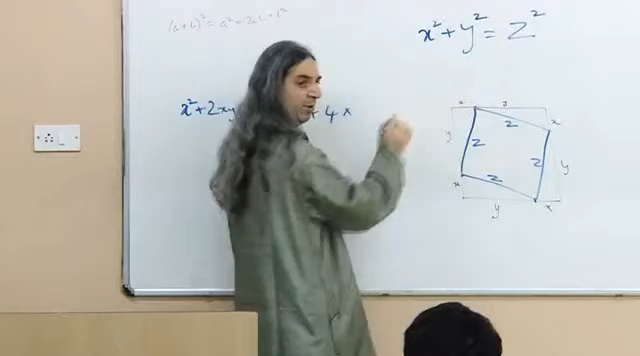 (a+b)² = a² + 2ab + b²
x² + y² = z²
x² + 2xy
+ 4 x
x y
z x
y z z y
x z
y x